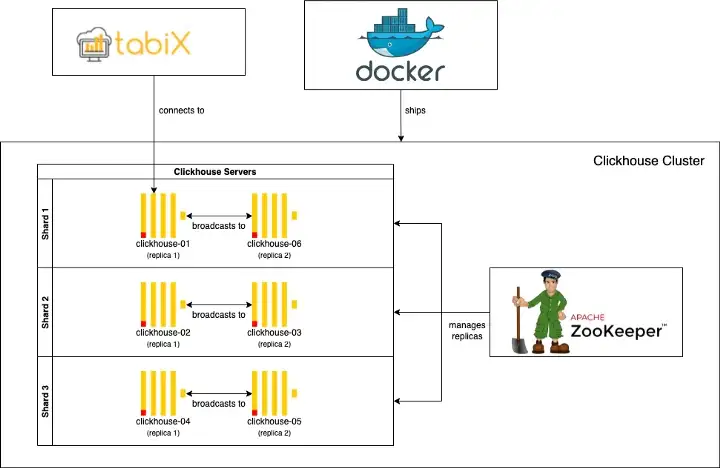 tabiX
docker
connects to
ships
Clickhouse Cluster
Clickhouse Servers
Shard 1
broadcasts to
clickhouse-01
(replica 1)
clickhouse-06
(replica 2)
Shard 2
broadcasts to
clickhouse-02
(replica 1)
clickhouse-03
(replica 2)
manages
replicas
APACHE
ZooKeeper™
Shard 3
broadcasts to
clickhouse-04
(replica 1)
clickhouse-05
(replica 2)